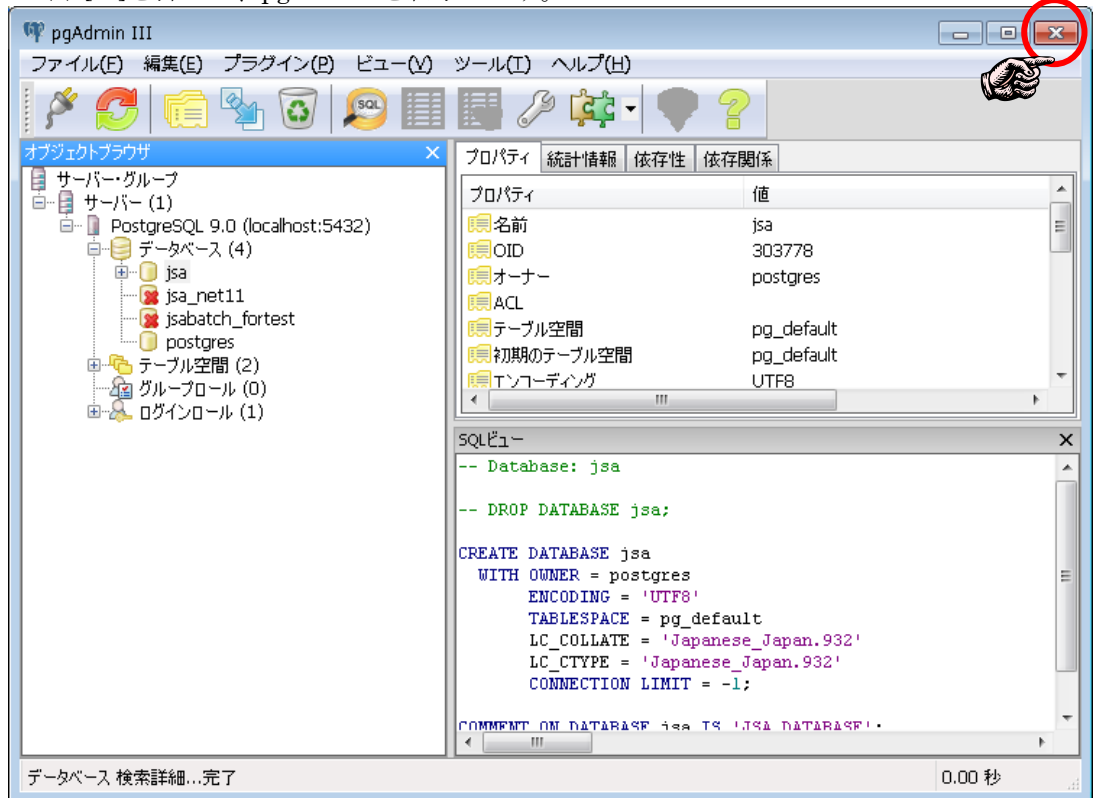 pgAdmin III
ファイル(F) 編集(E) プラグイン(P) ビュー(V) ツール(T) ヘルプ(H)
SQL
オブジェクトブラウザ
サーバー・グループ
サーバー (1)
PostgreSQL 9.0 (localhost:5432)
データベース (4)
jsa
jsa_net11
jsabatch_fortest
postgres
テーブル空間 (2)
グループロール (0)
ログインロール (1)
プロパティ 統計情報 依存性 依存関係
プロパティ 値
名前 jsa
OID 303778
オーナー postgres
ACL
テーブル空間 pg_default
初期のテーブル空間 pg_default
エンコーディング UTF8
SQLビュー
-- Database: jsa
-- DROP DATABASE jsa;
CREATE DATABASE jsa
WITH OWNER = postgres
ENCODING = 'UTF8'
TABLESPACE = pg_default
LC_COLLATE = 'Japanese_Japan.932'
LC_CTYPE = 'Japanese_Japan.932'
CONNECTION LIMIT = -1;
COMMENT ON DATABASE jsa IS 'JSA DATABASE';
データベース 検索詳細...完了 0.00 秒